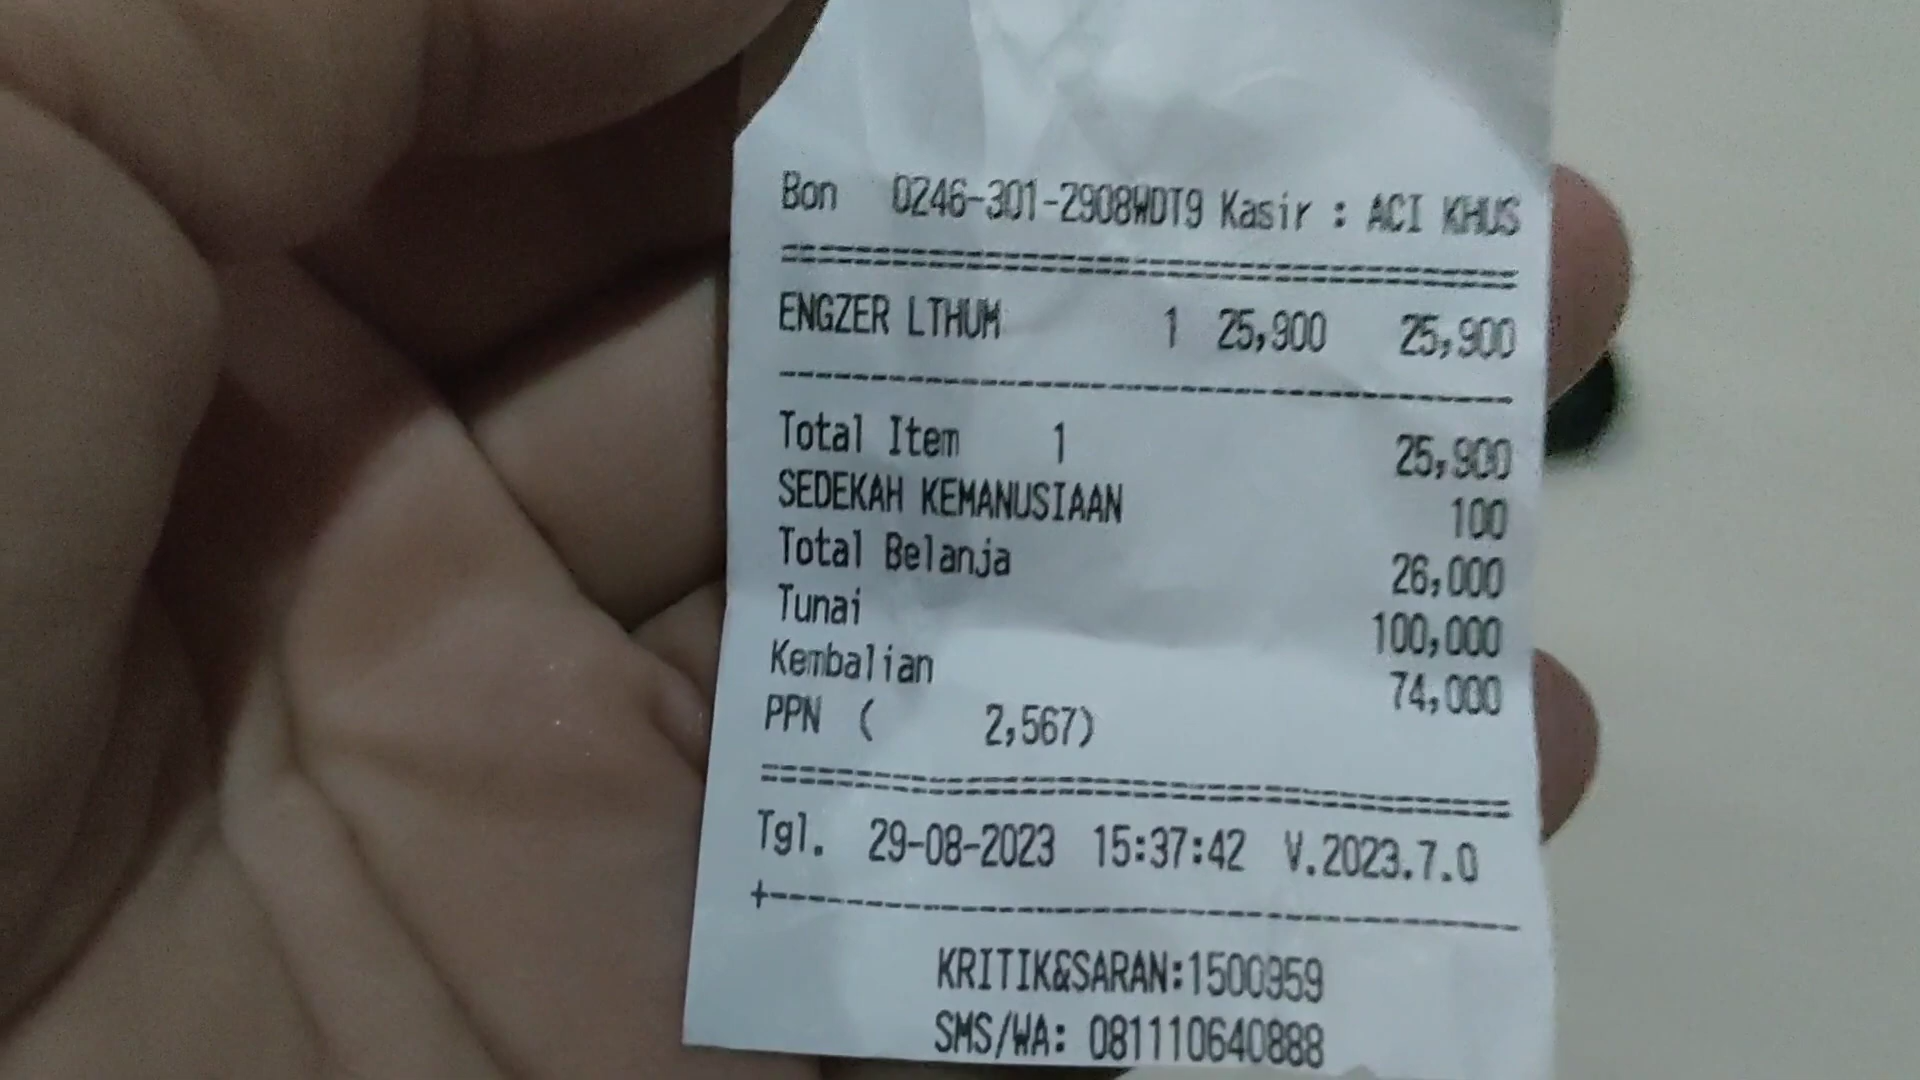 Bon 0246-301-2908WDT9 Kasir : ACI KHUS
ENGZER LTHUM 1 25,900 25,900
Total Item 1 25,900
SEDEKAH KEMANUSIAAN 100
Total Belanja 26,000
Tunai 100,000
Kembalian 74,000
PPN ( 2,567)
Tgl. 29-08-2023 15:37:42 V.2023.7.0
KRITIK&SARAN:1500959
SMS/WA: 081110640888